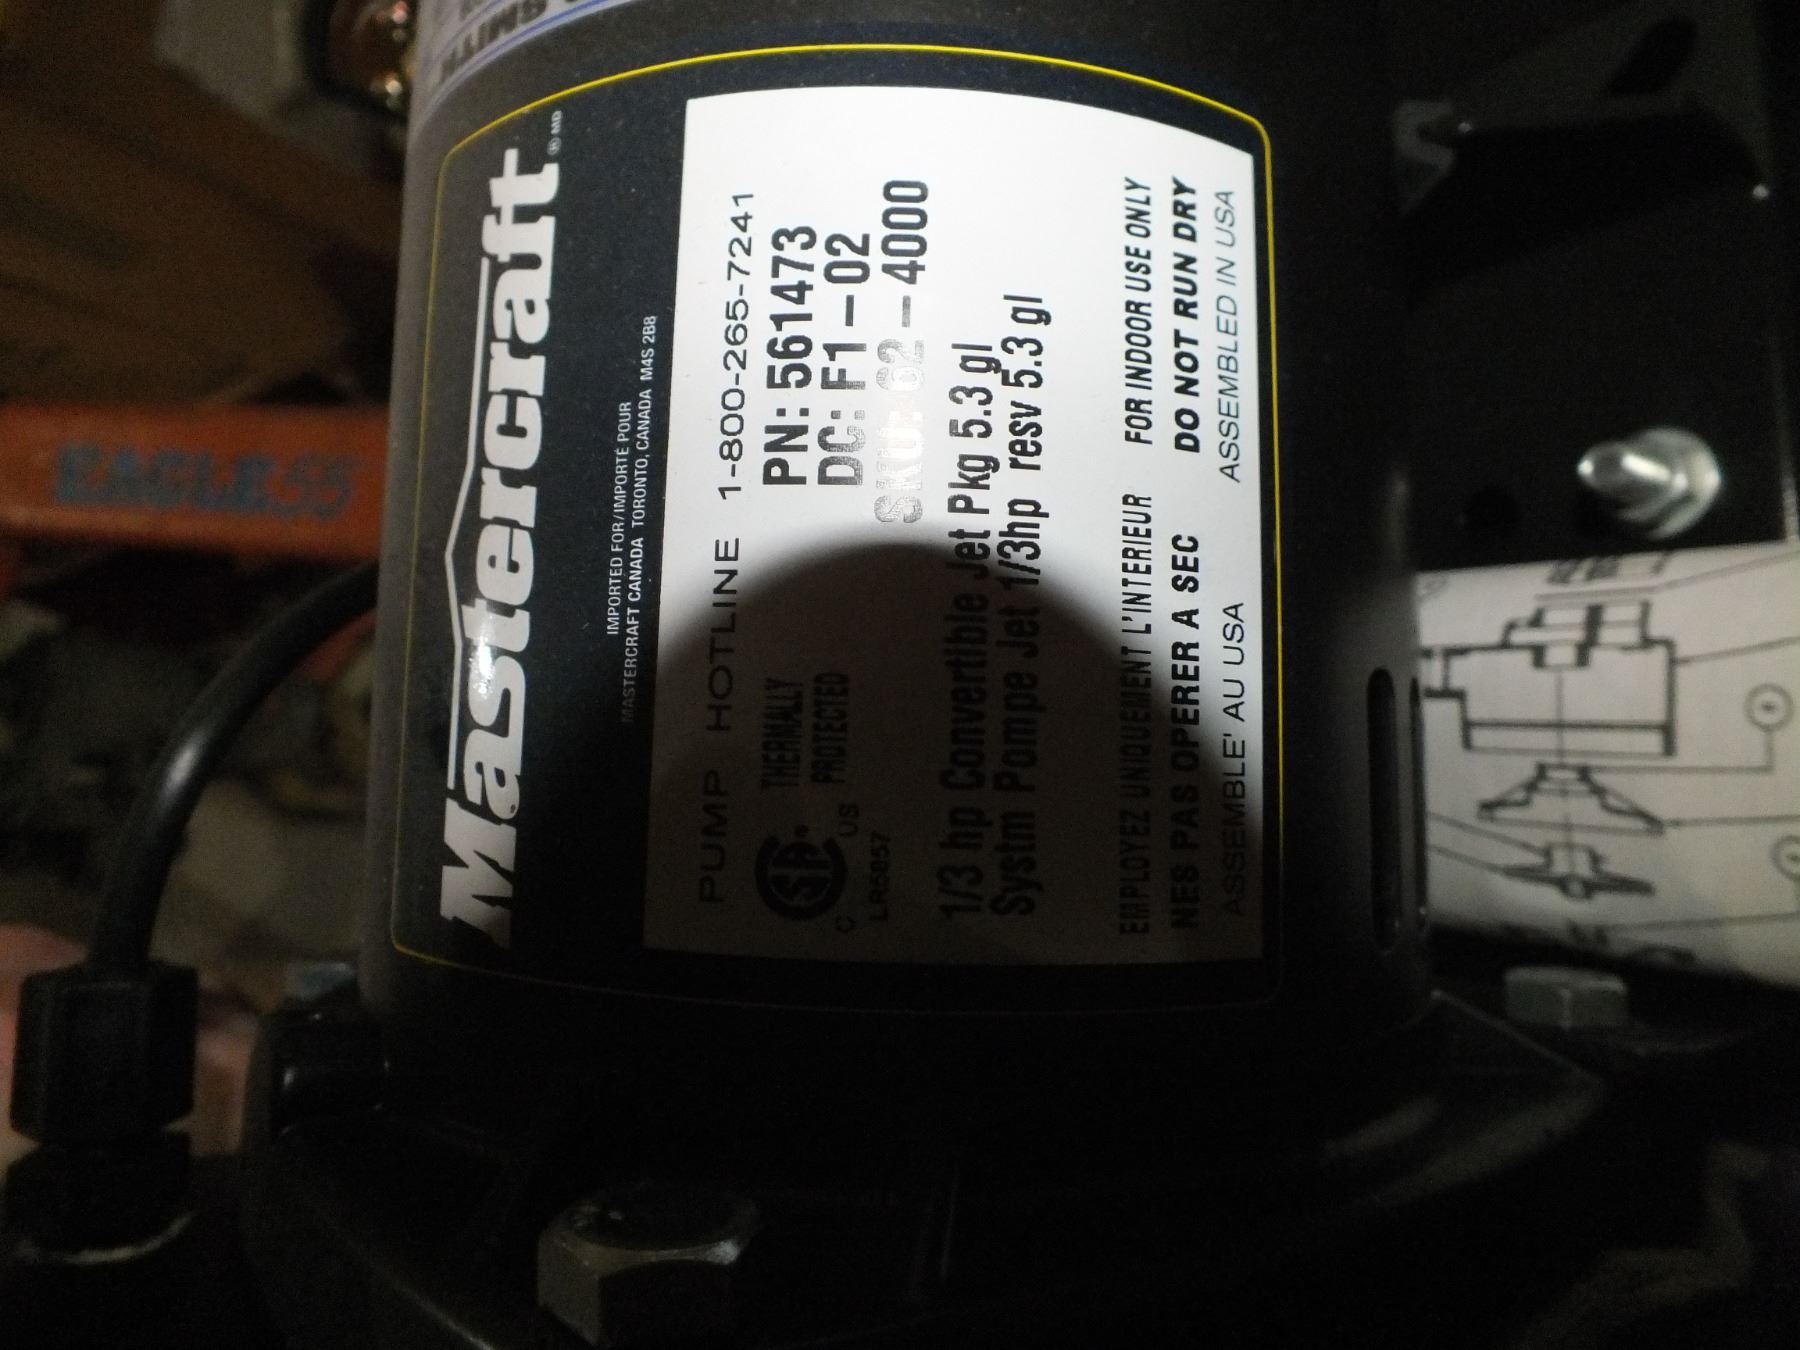 Mastercraft ® MD
IMPORTED FOR/IMPORTÉ POUR
MASTERCRAFT CANADA TORONTO, CANADA M4S 2B8
PUMP HOTLINE 1-800-265-7241
THERMALLY
PROTECTED
C US
LR65857
PN: 561473
DC: F1-02
SKU: 62-4000
1/3 hp Convertible Jet Pkg 5.3 gl
Systm Pompe Jet 1/3hp resv 5.3 gl
EMPLOYEZ UNIQUEMENT L'INTERIEUR FOR INDOOR USE ONLY
NES PAS OPERER A SEC DO NOT RUN DRY
ASSEMBLE' AU USA ASSEMBLED IN USA
EAGLE